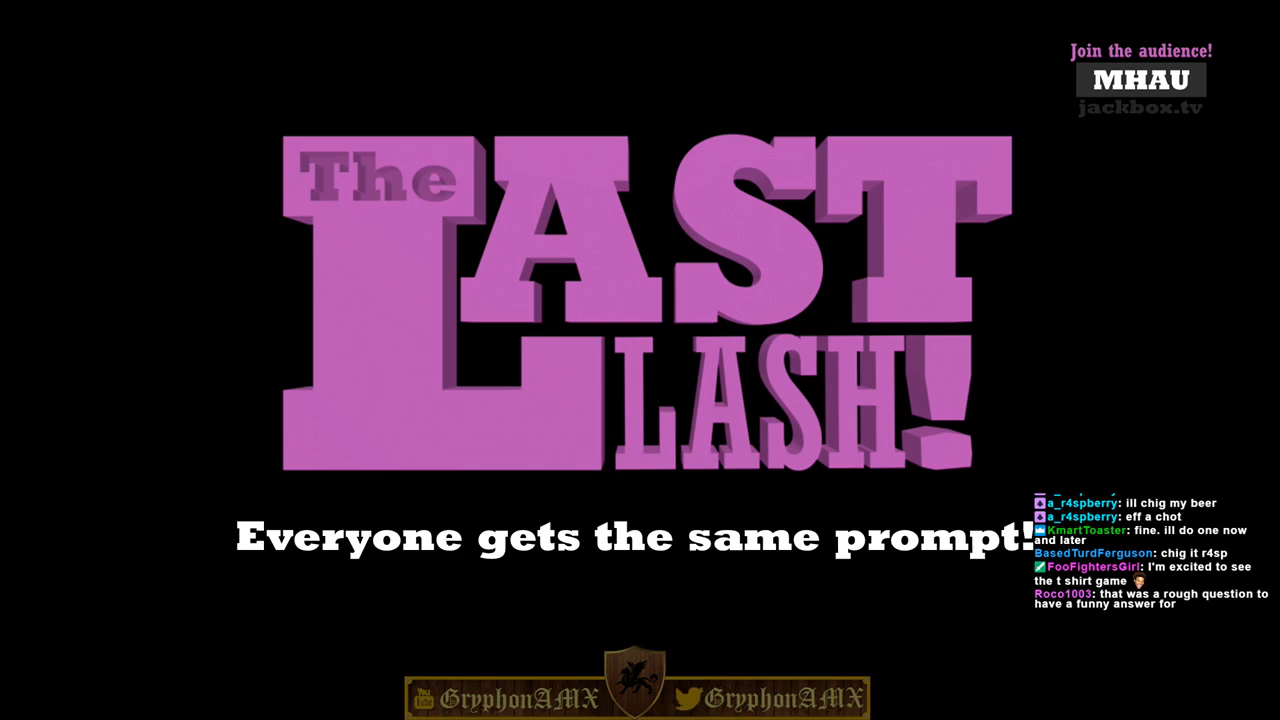 Join the audience!
MHAU
jackbox.tv
The
LAST
LASH!
Everyone gets the same prompt!
a_r4spberry: ill chig my beer
a_r4spberry: eff a chot
KmartToaster: fine. ill do one now
and later
BasedTurdFerguson: chig it r4sp
FooFightersGirl: I'm excited to see
the t shirt game
Roco1003: that was a rough question to
have a funny answer for
You Tube GryphonAMX GryphonAMX